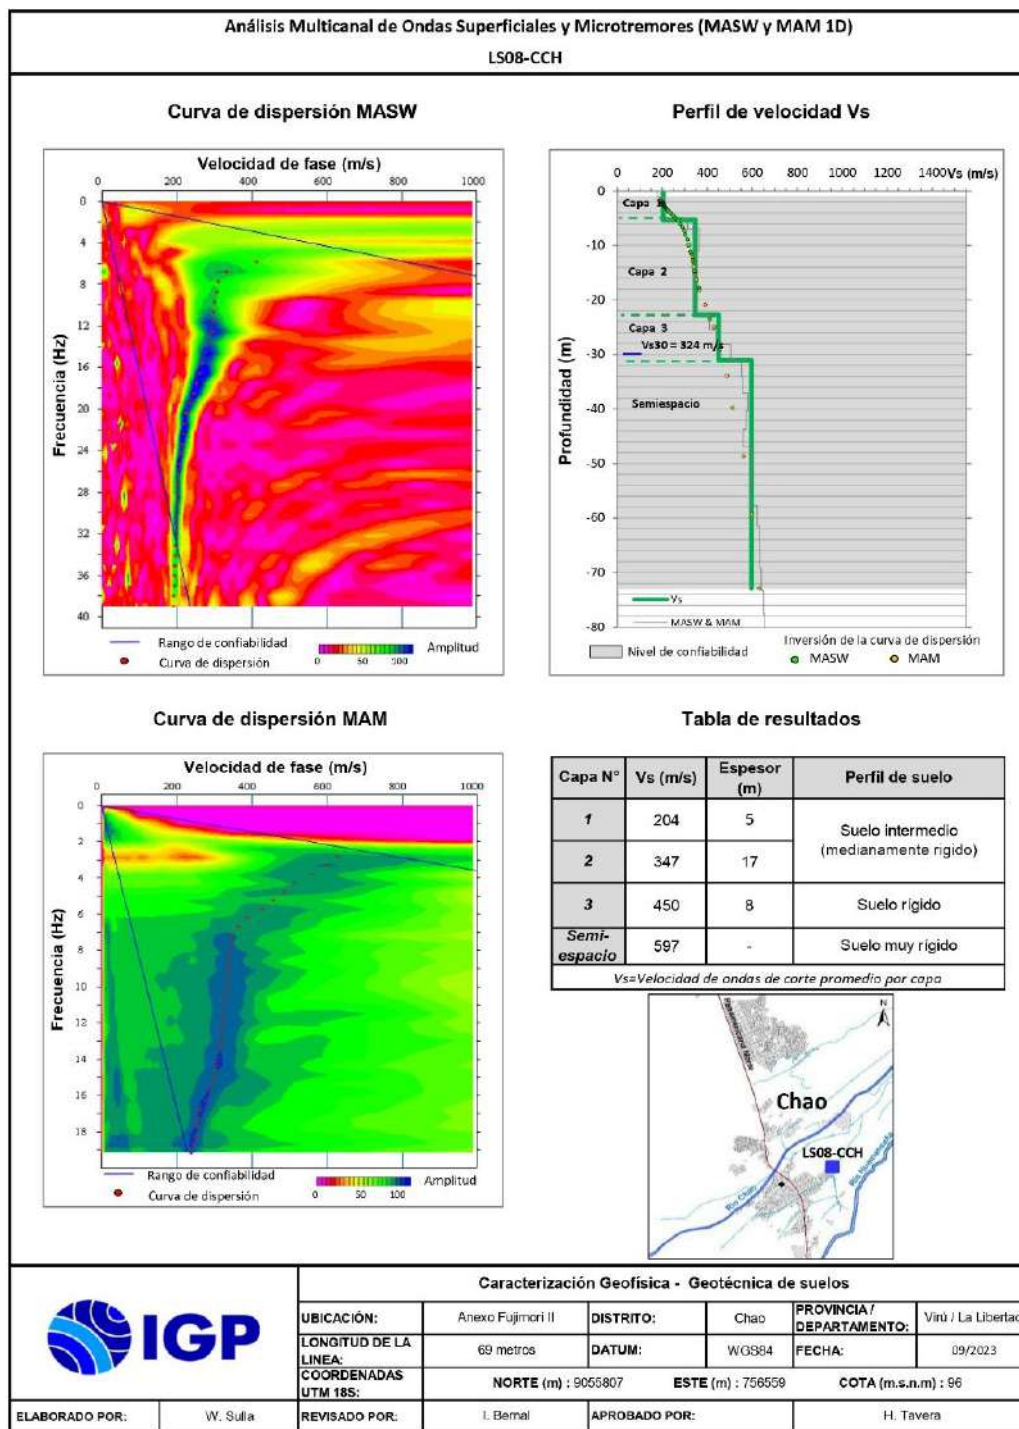 Análisis Multicanal de Ondas Superficiales y Microtremores (MASW y MAM 1D)
LS08-CCH
Curva de dispersión MASW
Velocidad de fase (m/s)
0 200 400 600 800 1000
Frecuencia (Hz)
0
4
8
12
16
20
24
28
32
36
40
Rango de confiabilidad
Curva de dispersión
0 50 100
Amplitud
Perfil de velocidad Vs
0 200 400 600 800 1000 1200 1400 Vs (m/s)
Profundidad (m)
0
-10
-20
-30
-40
-50
-60
-70
-80
Capa 1
Capa 2
Capa 3
Vs30 = 324 m/s
Semiespacio
Vs
MASW & MAM
Nivel de confiabilidad
Inversión de la curva de dispersión
MASW
MAM
Curva de dispersión MAM
Velocidad de fase (m/s)
0 200 400 600 800 1000
Frecuencia (Hz)
0
2
4
6
8
10
12
14
16
18
Rango de confiabilidad
Curva de dispersión
0 50 100
Amplitud
Tabla de resultados
Capa N° Vs (m/s) Espesor (m) Perfil de suelo
1 204 5 Suelo intermedio (medianamente rigido)
2 347 17
3 450 8 Suelo rígido
Semi-espacio 597 - Suelo muy rígido
Vs=Velocidad de ondas de corte promedio por capa
N
Panamericana Norte
Chao
LS08-CCH
Río Chao
IGP
Caracterización Geofísica - Geotécnica de suelos
UBICACIÓN: Anexo Fujimori II DISTRITO: Chao PROVINCIA / DEPARTAMENTO: Virú / La Libertad
LONGITUD DE LA LINEA: 69 metros DATUM: WGS84 FECHA: 09/2023
COORDENADAS UTM 18S: NORTE (m) : 9055807 ESTE (m) : 756559 COTA (m.s.n.m) : 96
ELABORADO POR: W. Sulla REVISADO POR: I. Bernal APROBADO POR: H. Tavera